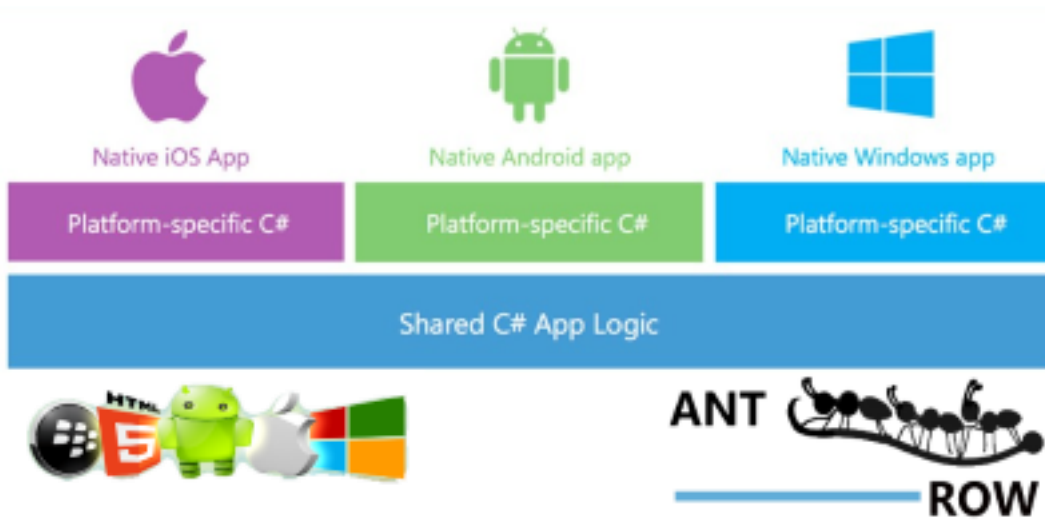 Native iOS App
Native Android app
Native Windows app
Platform-specific C#
Platform-specific C#
Platform-specific C#
Shared C# App Logic
HTML
5
ANT
ROW